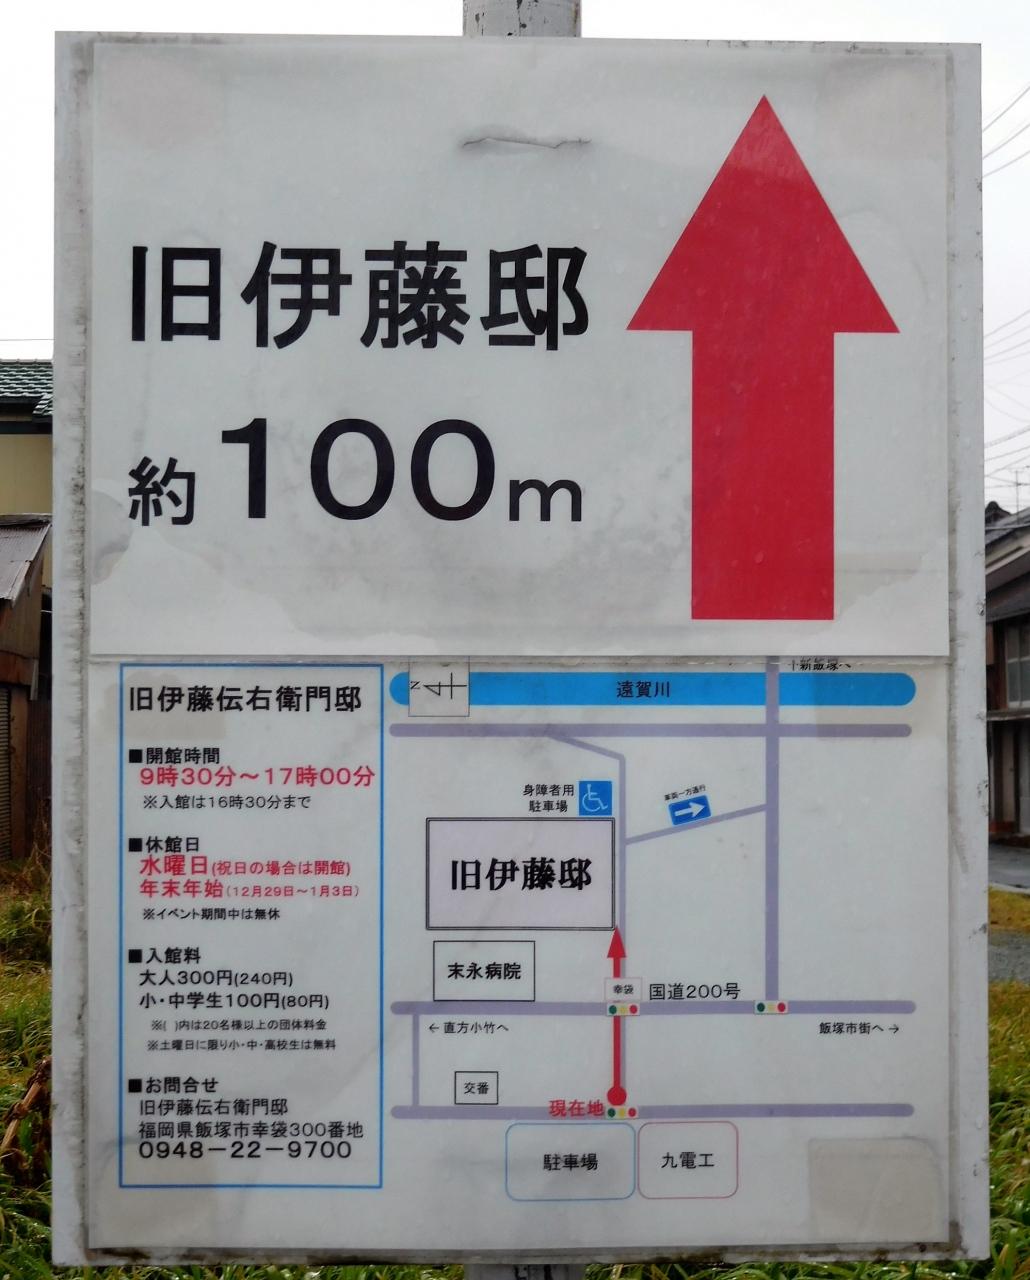 旧伊藤邸
約100m
旧伊藤伝右衛門邸
■開館時間
9時30分～17時00分
※入館は16時30分まで
■休館日
水曜日(祝日の場合は開館)
年末年始(12月29日～1月3日)
※イベント期間中は無休
■入館料
大人300円(240円)
小・中学生100円(80円)
※( )内は20名様以上の団体料金
※土曜日に限り小・中・高校生は無料
■お問合せ
旧伊藤伝右衛門邸
福岡県飯塚市幸袋300番地
0948－22－9700
N
↑新飯塚へ
遠賀川
身障者用
駐車場
車両一方通行
旧伊藤邸
末永病院
幸袋
国道200号
←直方小竹へ
飯塚市街へ→
交番
現在地
駐車場
九電工